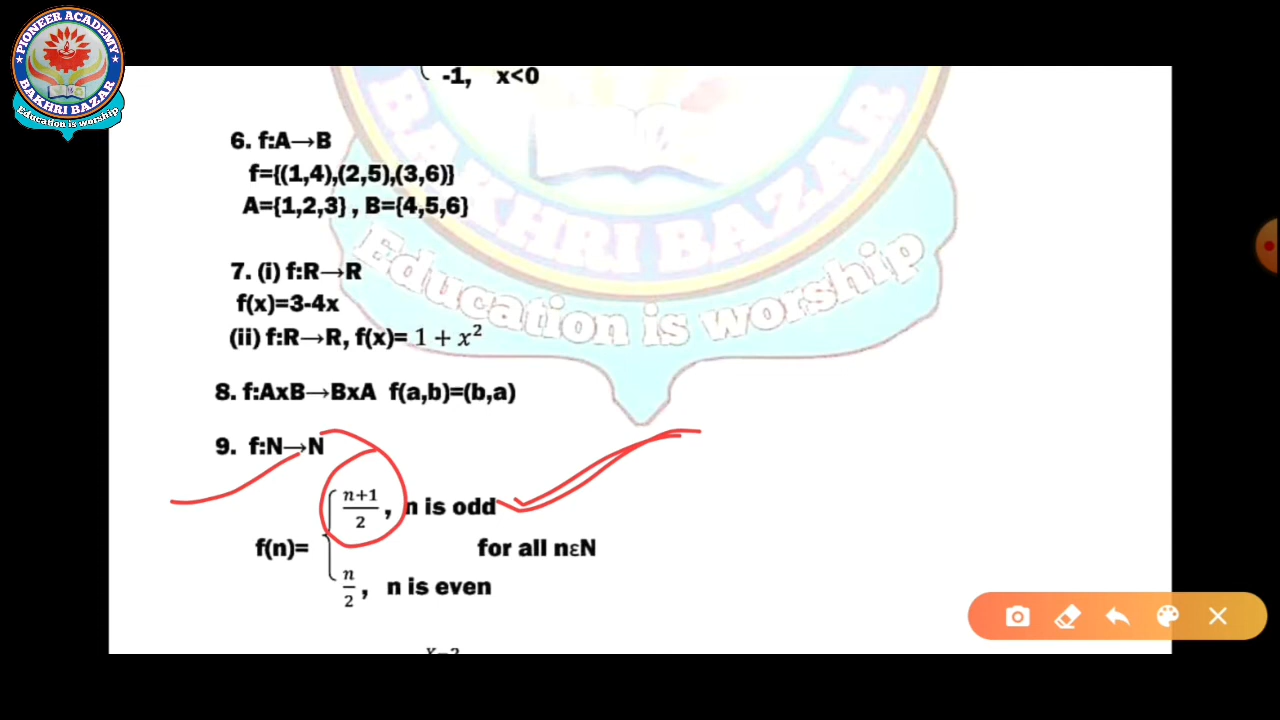 PIONEER ACADEMY
BAKHRI BAZAR
Education is worship
-1, x<0
6. f:A→B
f={(1,4),(2,5),(3,6)}
A={1,2,3} , B={4,5,6}
7. (i) f:R→R
f(x)=3-4x
(ii) f:R→R, f(x)= 1 + x²
8. f:AxB→BxA f(a,b)=(b,a)
9. f:N→N
n+1/2 , n is odd
f(n)= for all nεN
n/2 , n is even
BAKHRI BAZAR
Education is worship